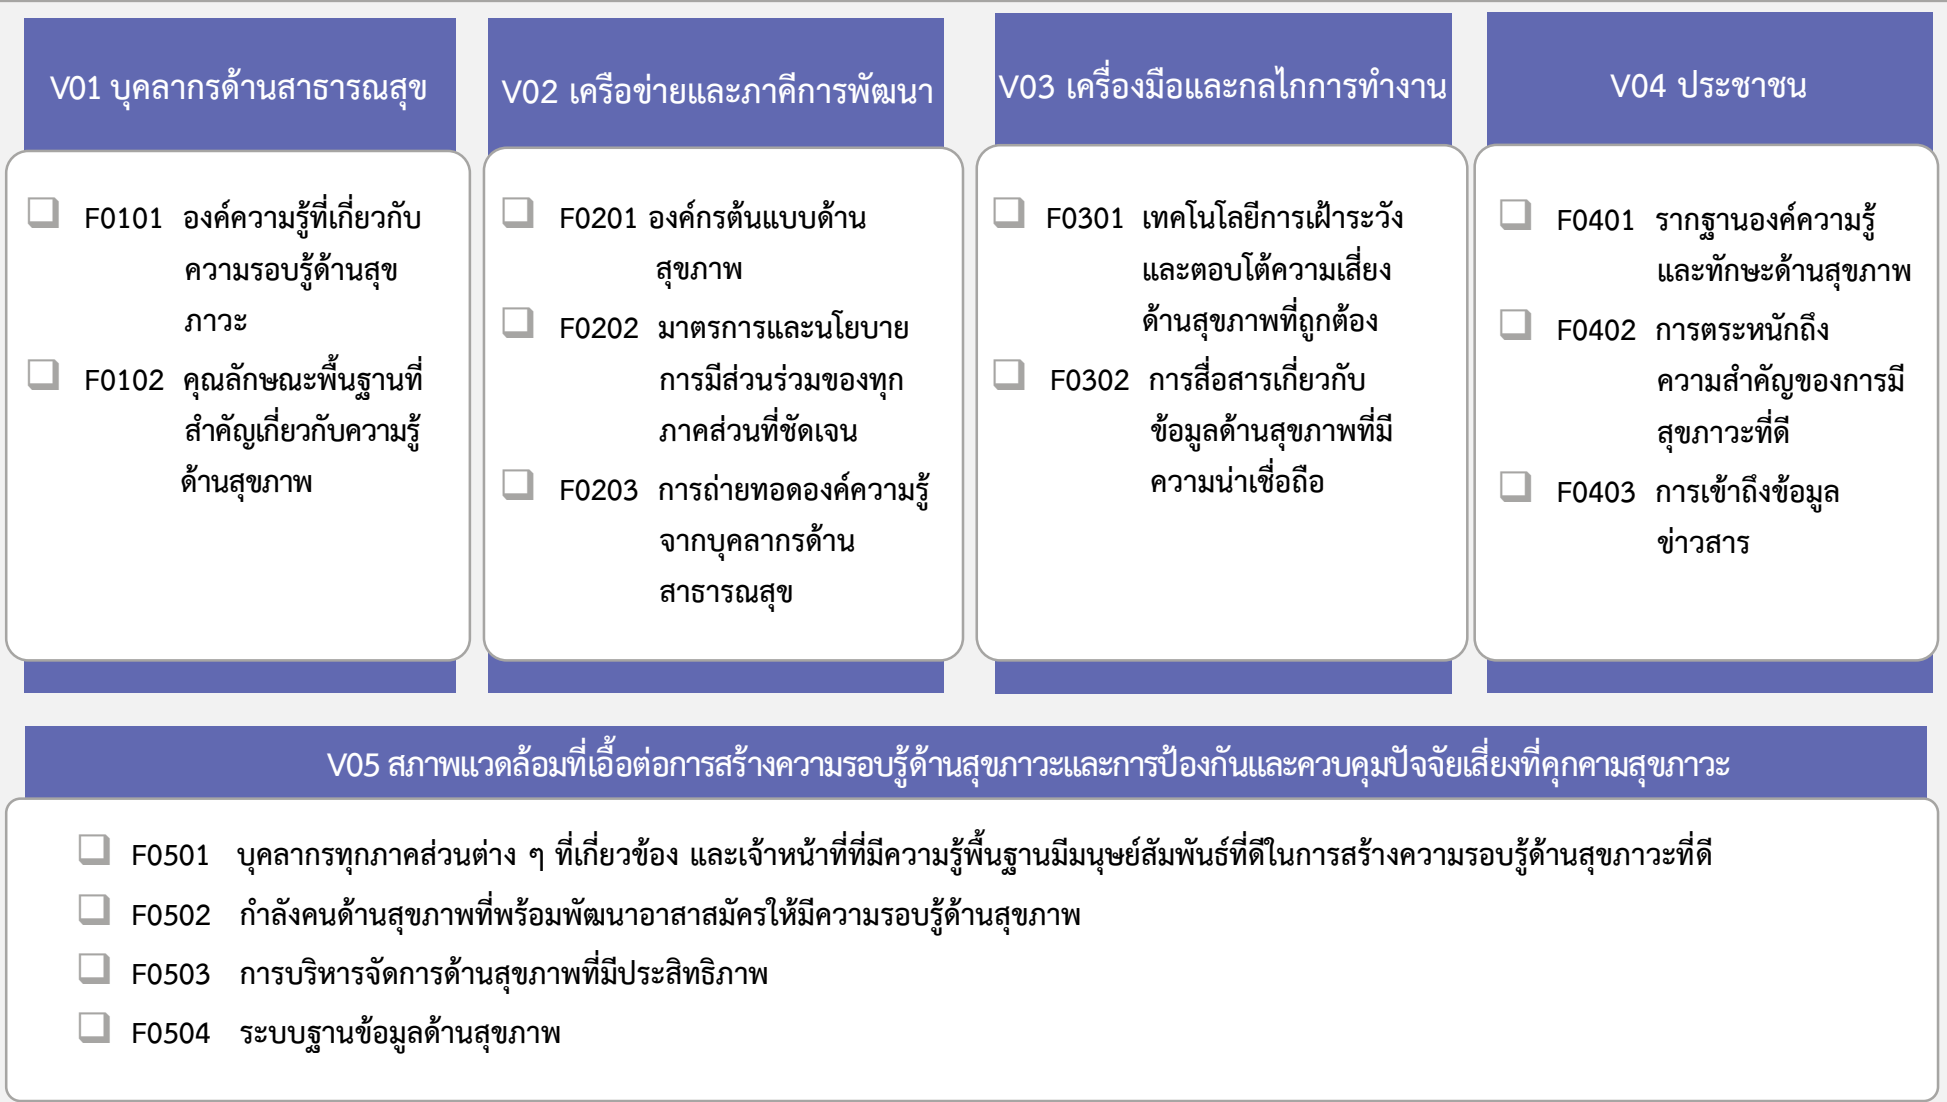 V01 บุคลากรด้านสาธารณสุข
F0101 องค์ความรู้ที่เกี่ยวกับ
ความรอบรู้ด้านสุข
ภาวะ
F0102 คุณลักษณะพื้นฐานที่
สำคัญเกี่ยวกับความรู้
ด้านสุขภาพ
V02 เครือข่ายและภาคีการพัฒนา
F0201 องค์กรต้นแบบด้าน
สุขภาพ
F0202 มาตรการและนโยบาย
การมีส่วนร่วมของทุก
ภาคส่วนที่ชัดเจน
F0203 การถ่ายทอดองค์ความรู้
จากบุคลากรด้าน
สาธารณสุข
V03 เครื่องมือและกลไกการทำงาน
F0301 เทคโนโลยีการเฝ้าระวัง
และตอบโต้ความเสี่ยง
ด้านสุขภาพที่ถูกต้อง
F0302 การสื่อสารเกี่ยวกับ
ข้อมูลด้านสุขภาพที่มี
ความน่าเชื่อถือ
V04 ประชาชน
F0401 รากฐานองค์ความรู้
และทักษะด้านสุขภาพ
F0402 การตระหนักถึง
ความสำคัญของการมี
สุขภาวะที่ดี
F0403 การเข้าถึงข้อมูล
ข่าวสาร
V05 สภาพแวดล้อมที่เอื้อต่อการสร้างความรอบรู้ด้านสุขภาวะและการป้องกันและควบคุมปัจจัยเสี่ยงที่คุกคามสุขภาวะ
F0501 บุคลากรทุกภาคส่วนต่าง ๆ ที่เกี่ยวข้อง และเจ้าหน้าที่ที่มีความรู้พื้นฐานมีมนุษย์สัมพันธ์ที่ดีในการสร้างความรอบรู้ด้านสุขภาวะที่ดี
F0502 กำลังคนด้านสุขภาพที่พร้อมพัฒนาอาสาสมัครให้มีความรอบรู้ด้านสุขภาพ
F0503 การบริหารจัดการด้านสุขภาพที่มีประสิทธิภาพ
F0504 ระบบฐานข้อมูลด้านสุขภาพ